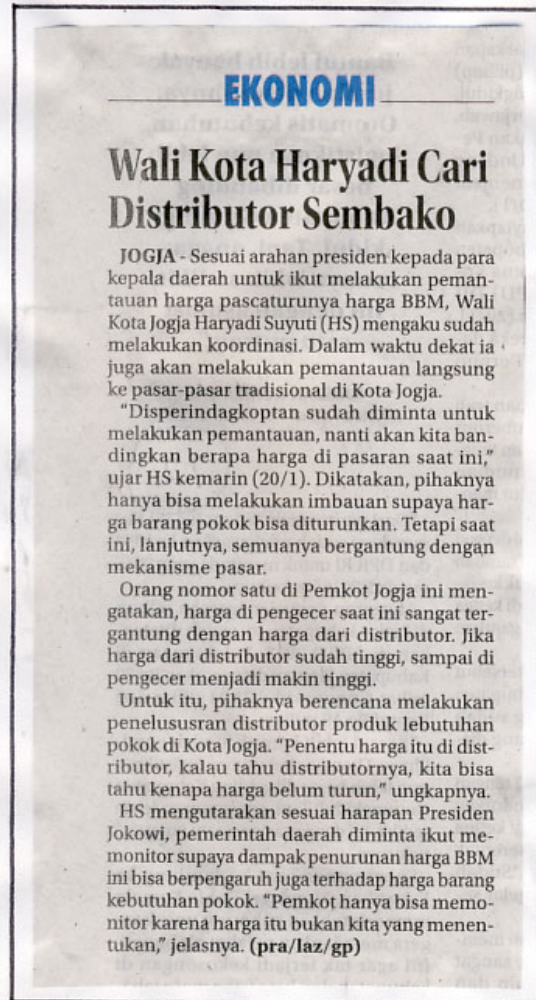 EKONOMI
Wali Kota Haryadi Cari
Distributor Sembako
JOGJA - Sesuai arahan presiden kepada para
kepala daerah untuk ikut melakukan peman-
tauan harga pascaturunya harga BBM, Wali
Kota Jogja Haryadi Suyuti (HS) mengaku sudah
melakukan koordinasi. Dalam waktu dekat ia
juga akan melakukan pemantauan langsung
ke pasar-pasar tradisional di Kota Jogja.
"Disperindagkoptan sudah diminta untuk
melakukan pemantauan, nanti akan kita ban-
dingkan berapa harga di pasaran saat ini,"
ujar HS kemarin (20/1). Dikatakan, pihaknya
hanya bisa melakukan imbauan supaya har-
ga barang pokok bisa diturunkan. Tetapi saat
ini, lanjutnya, semuanya bergantung dengan
mekanisme pasar.
Orang nomor satu di Pemkot Jogja ini men-
gatakan, harga di pengecer saat ini sangat ter-
gantung dengan harga dari distributor. Jika
harga dari distributor sudah tinggi, sampai di
pengecer menjadi makin tinggi.
Untuk itu, pihaknya berencana melakukan
penelususran distributor produk lebutuhan
pokok di Kota Jogja. "Penentu harga itu di dist-
ributor, kalau tahu distributornya, kita bisa
tahu kenapa harga belum turun," ungkapnya.
HS mengutarakan sesuai harapan Presiden
Jokowi, pemerintah daerah diminta ikut me-
monitor supaya dampak penurunan harga BBM
ini bisa berpengaruh juga terhadap harga barang
kebutuhan pokok. "Pemkot hanya bisa memo-
nitor karena harga itu bukan kita yang menen-
tukan," jelasnya. (pra/laz/gp)